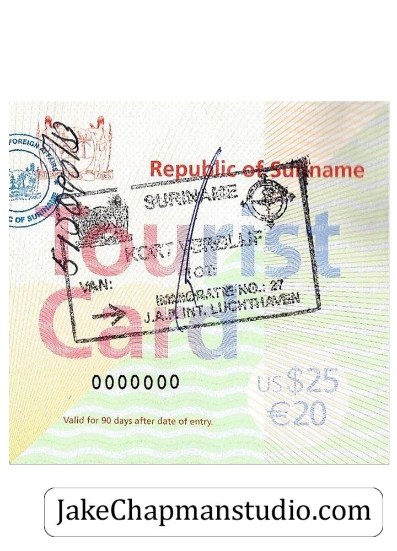 FOREIGN AFFAIRS
C OF SURINAME
Republic of Suriname
SURINAME
KORT VERBLIJF
TOT
VAN:
IMMIGRATIE NO.: 27
J.A.P. INT. LUCHTHAVEN
Tourist
Card
0000000
US $25
€20
Valid for 90 days after date of entry.
JakeChapmanstudio.com